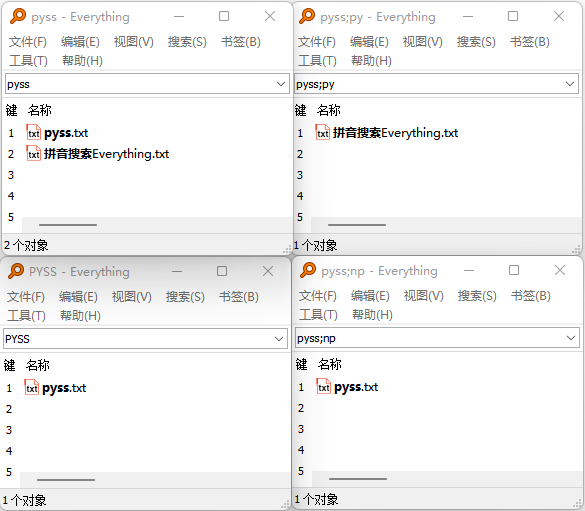 pyss - Everything
文件(F) 编辑(E) 视图(V) 搜索(S) 书签(B)
工具(T) 帮助(H)
pyss
键 名称
1 txt pyss.txt
2 txt 拼音搜索Everything.txt
3
4
5
2 个对象
pyss;py - Everything
文件(F) 编辑(E) 视图(V) 搜索(S) 书签(B)
工具(T) 帮助(H)
pyss;py
键 名称
1 txt 拼音搜索Everything.txt
2
3
4
5
1 个对象
PYSS - Everything
文件(F) 编辑(E) 视图(V) 搜索(S) 书签(B)
工具(T) 帮助(H)
PYSS
键 名称
1 txt pyss.txt
2
3
4
5
1 个对象
pyss;np - Everything
文件(F) 编辑(E) 视图(V) 搜索(S) 书签(B)
工具(T) 帮助(H)
pyss;np
键 名称
1 txt pyss.txt
2
3
4
5
1 个对象